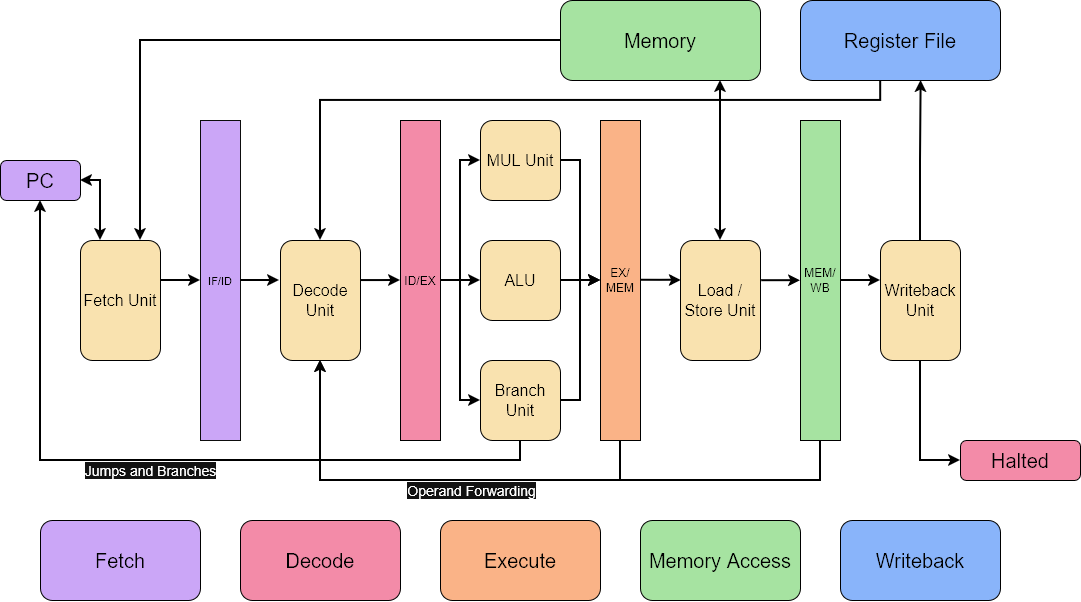 Memory
Register File
PC
MUL Unit
Fetch Unit
IF/ID
Decode
Unit
ID/EX
ALU
EX/
MEM
Load /
Store Unit
MEM/
WB
Writeback
Unit
Branch
Unit
Jumps and Branches
Operand Forwarding
Halted
Fetch
Decode
Execute
Memory Access
Writeback